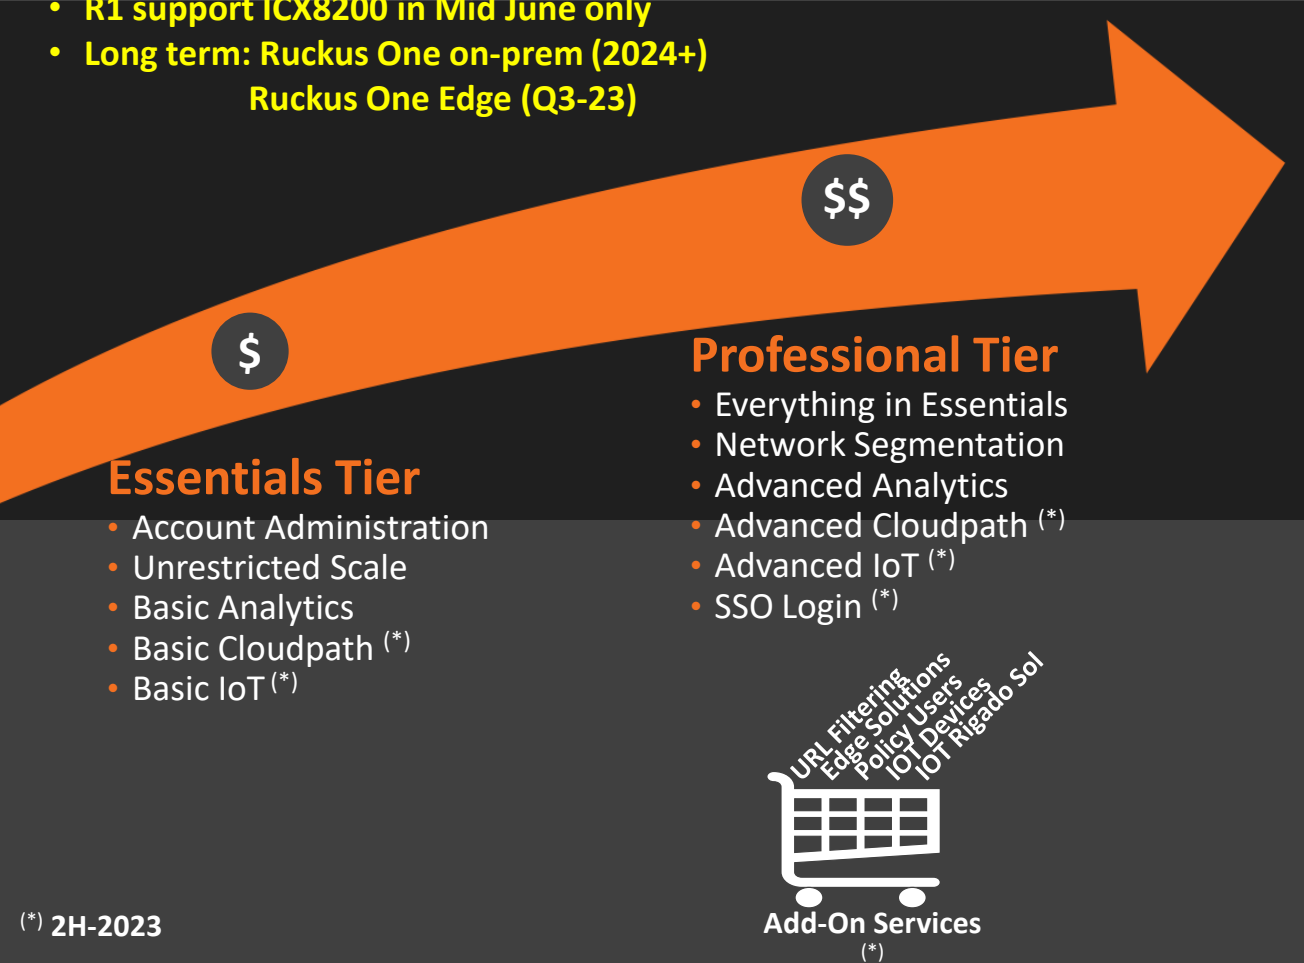 • R1 support ICX8200 in Mid June only
• Long term: Ruckus One on-prem (2024+)
Ruckus One Edge (Q3-23)
$$
$
Professional Tier
• Everything in Essentials
• Network Segmentation
• Advanced Analytics
• Advanced Cloudpath (*)
• Advanced IoT (*)
• SSO Login (*)
Essentials Tier
• Account Administration
• Unrestricted Scale
• Basic Analytics
• Basic Cloudpath (*)
• Basic IoT (*)
URL Filtering
Edge Solutions
Policy Users
IOT Devices
IOT Rigado Sol
Add-On Services
(*)
(*) 2H-2023